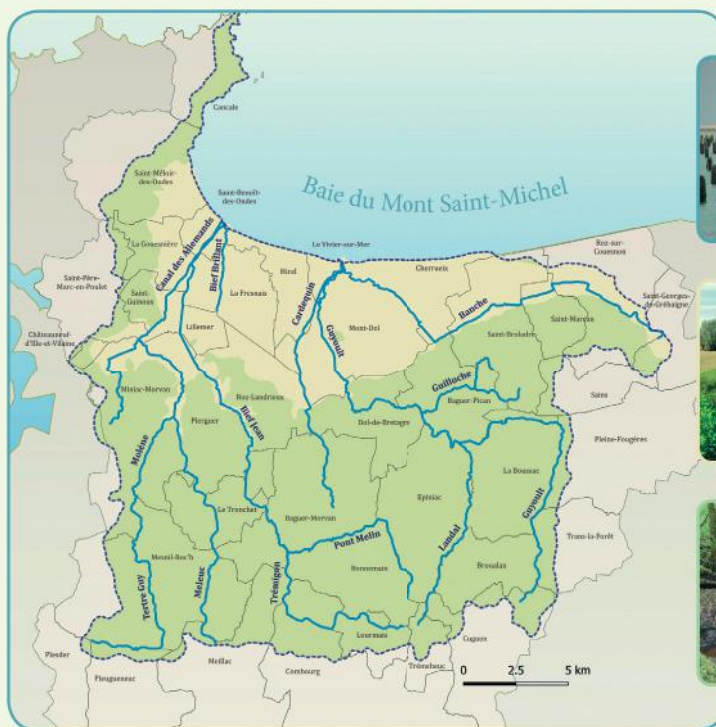 Cancale
Saint-Méloir-
des-Ondes
Saint-Benoît-
des-Ondes
Baie du Mont Saint-Michel
La Gouesnière
Canal des Allemands
Bief Brillant
Le Vivier-sur-Mer
Hirel
Cherrueix
Roz-sur-
Couesnon
Saint-Père-
Marc-en-Poulet
Saint-
Guinoux
La Fresnais
Cardequin
Saint-Georges-
de-Gréhaigne
Banche
Châteauneuf-
d'Ille-et-Vilaine
Lillemer
Guyoult
Mont-Dol
Saint-Marcan
Saint-Broladre
Miniac-Morvan
Roz-Landrieux
Guilloche
Baguer-Pican
Sains
Plerguer
Bief Jean
Dol-de-Bretagne
Pleine-Fougères
Molène
La Boussac
Le Tronchet
Epiniac
Baguer-Morvan
Landal
Guyoult
Pont Melin
Trans-la-Forêt
Mesnil-Roc'h
Terre Guy
Meleuc
Trémigon
Bonnemain
Broualan
Lourmais
Plesder
Meillac
Cuguen
Pleugueneuc
Combourg
Trémeheuc
0 2.5 5 km